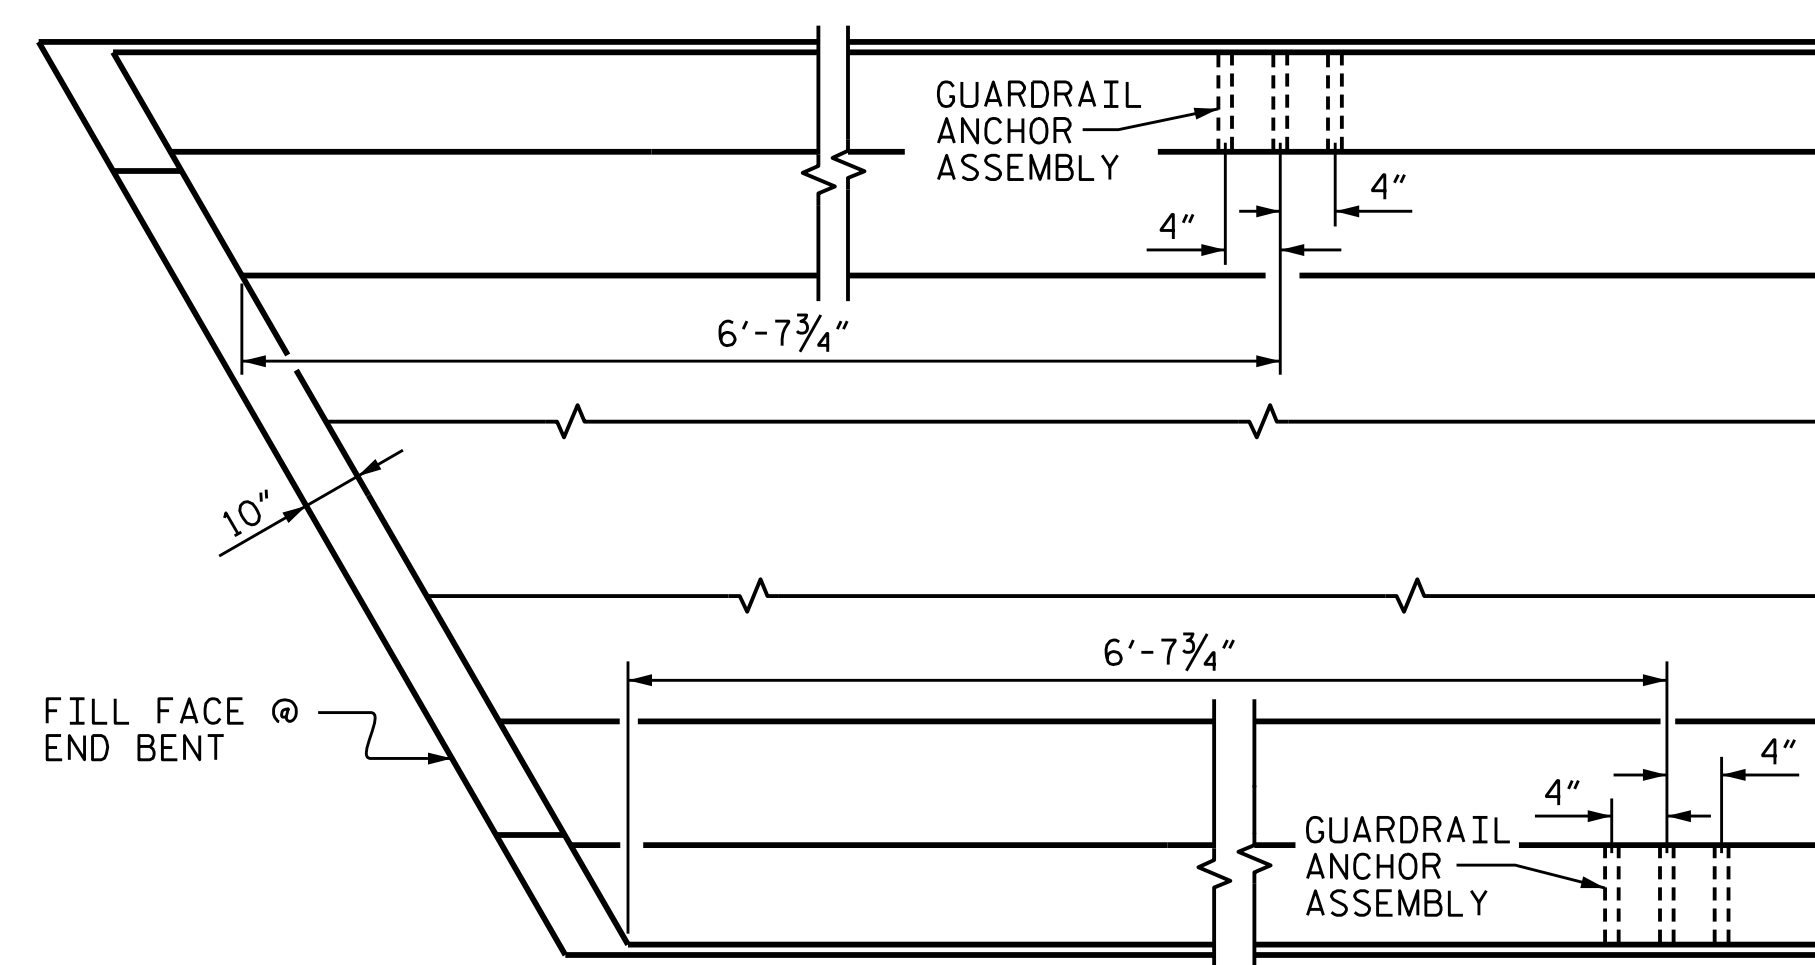 GUARDRAIL
ANCHOR
ASSEMBLY
4″
4″
6′-7¾″
10″
6′-7¾″
FILL FACE @
END BENT
4″
4″
GUARDRAIL
ANCHOR
ASSEMBLY